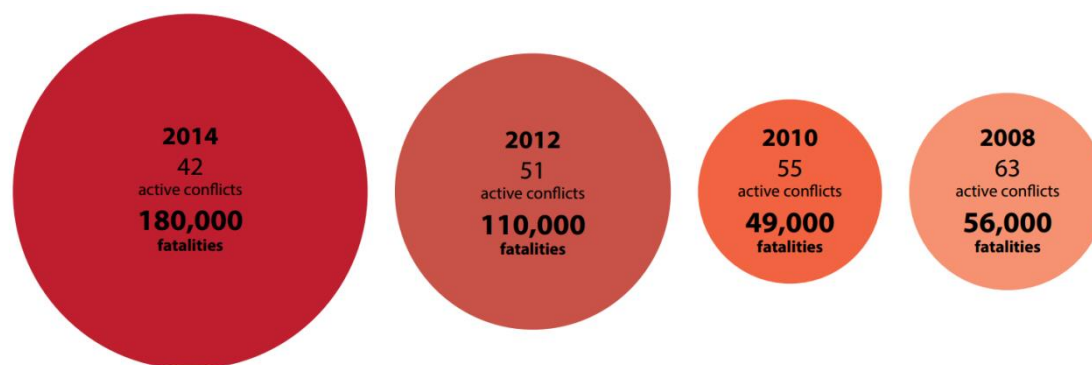 2014
42
active conflicts
180,000
fatalities
2012
51
active conflicts
110,000
fatalities
2010
55
active conflicts
49,000
fatalities
2008
63
active conflicts
56,000
fatalities